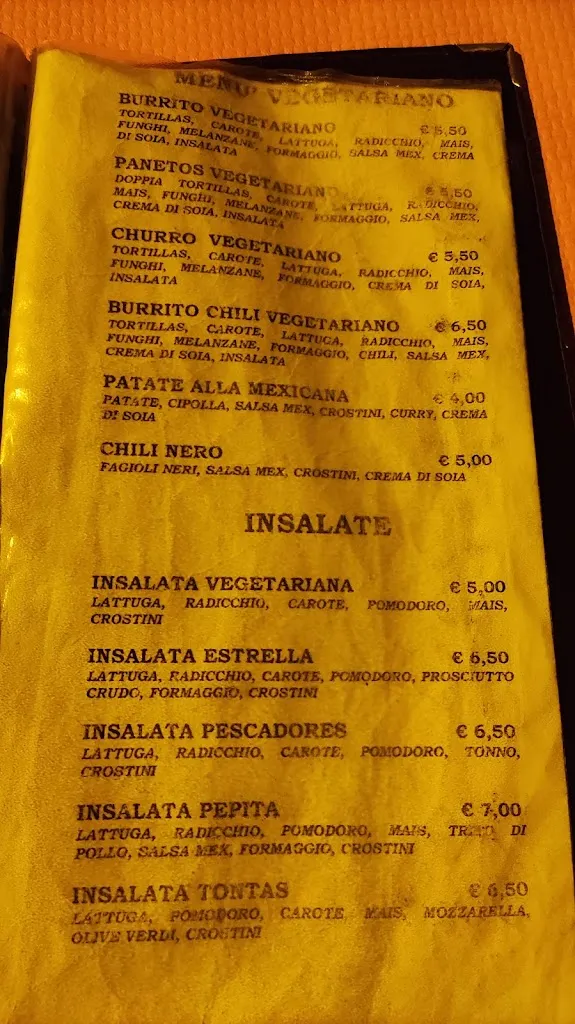 MENU' VEGETARIANO
BURRITO VEGETARIANO € 5,50
TORTILLAS, CAROTE, LATTUGA, RADICCHIO, MAIS,
FUNGHI, MELANZANE, FORMAGGIO, SALSA MEX, CREMA
DI SOIA, INSALATA
PANETOS VEGETARIANO € 5,50
DOPPIA TORTILLAS, CAROTE, LATTUGA, RADICCHIO,
MAIS, FUNGHI, MELANZANE, FORMAGGIO, SALSA MEX,
CREMA DI SOIA, INSALATA
CHURRO VEGETARIANO € 5,50
TORTILLAS, CAROTE, LATTUGA, RADICCHIO, MAIS,
FUNGHI, MELANZANE, FORMAGGIO, CREMA DI SOIA,
INSALATA
BURRITO CHILI VEGETARIANO € 6,50
TORTILLAS, CAROTE, LATTUGA, RADICCHIO, MAIS,
FUNGHI, MELANZANE, FORMAGGIO, CHILI, SALSA MEX,
CREMA DI SOIA, INSALATA
PATATE ALLA MEXICANA € 4,00
PATATE, CIPOLLA, SALSA MEX, CROSTINI, CURRY, CREMA
DI SOIA
CHILI NERO € 5,00
FAGIOLI NERI, SALSA MEX, CROSTINI, CREMA DI SOIA
INSALATE
INSALATA VEGETARIANA € 5,00
LATTUGA, RADICCHIO, CAROTE, POMODORO, MAIS,
CROSTINI
INSALATA ESTRELLA € 6,50
LATTUGA, RADICCHIO, CAROTE, POMODORO, PROSCIUTTO
CRUDO, FORMAGGIO, CROSTINI
INSALATA PESCADORES € 6,50
LATTUGA, RADICCHIO, CAROTE, POMODORO, TONNO,
CROSTINI
INSALATA PEPITA € 7,00
LATTUGA, RADICCHIO, POMODORO, MAIS, TRITO DI
POLLO, SALSA MEX, FORMAGGIO, CROSTINI
INSALATA TONTAS € 6,50
LATTUGA, POMODORO, CAROTE, MAIS, MOZZARELLA,
OLIVE VERDI, CROSTINI